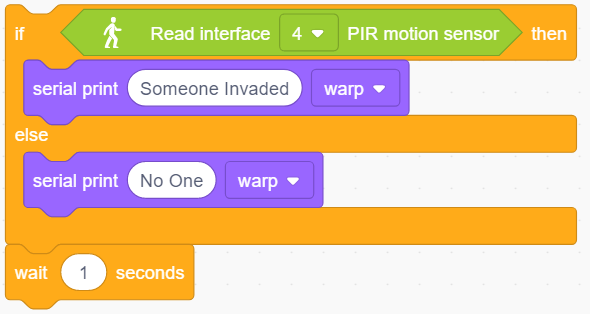 if Read interface 4 PIR motion sensor then
serial print Someone Invaded warp
else
serial print No One warp
wait 1 seconds